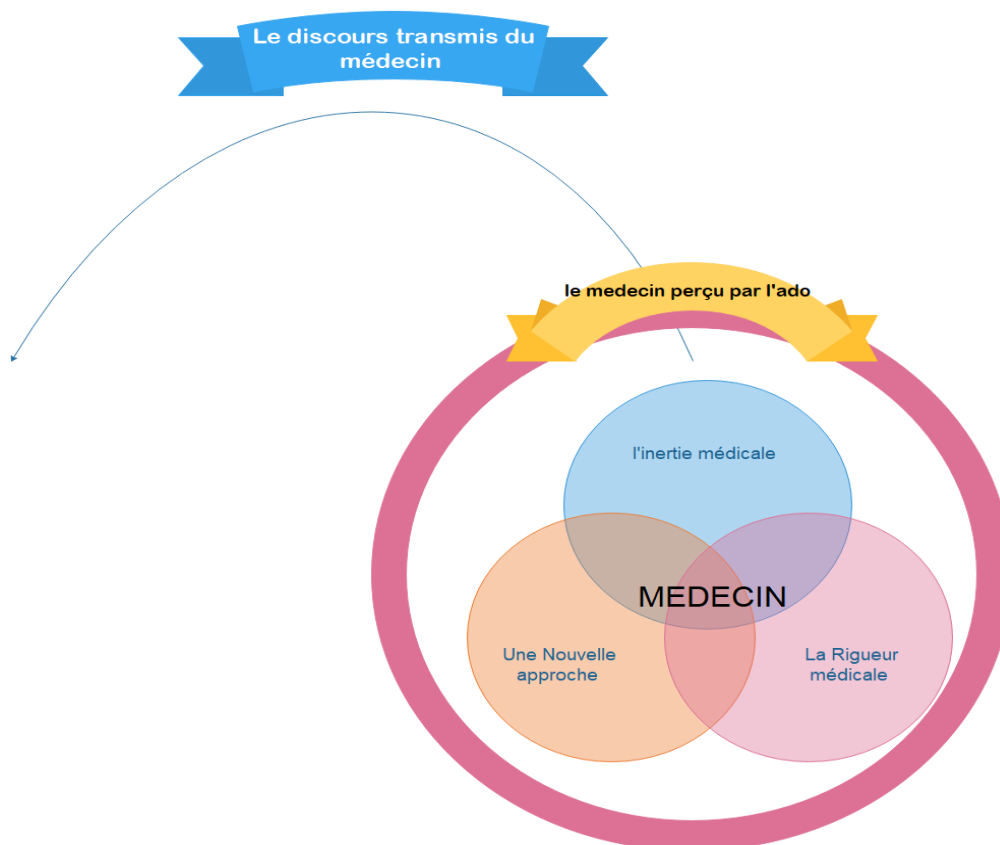 Le discours transmis du
médecin
le medecin perçu par l'ado
l'inertie médicale
MEDECIN
Une Nouvelle
approche
La Rigueur
médicale